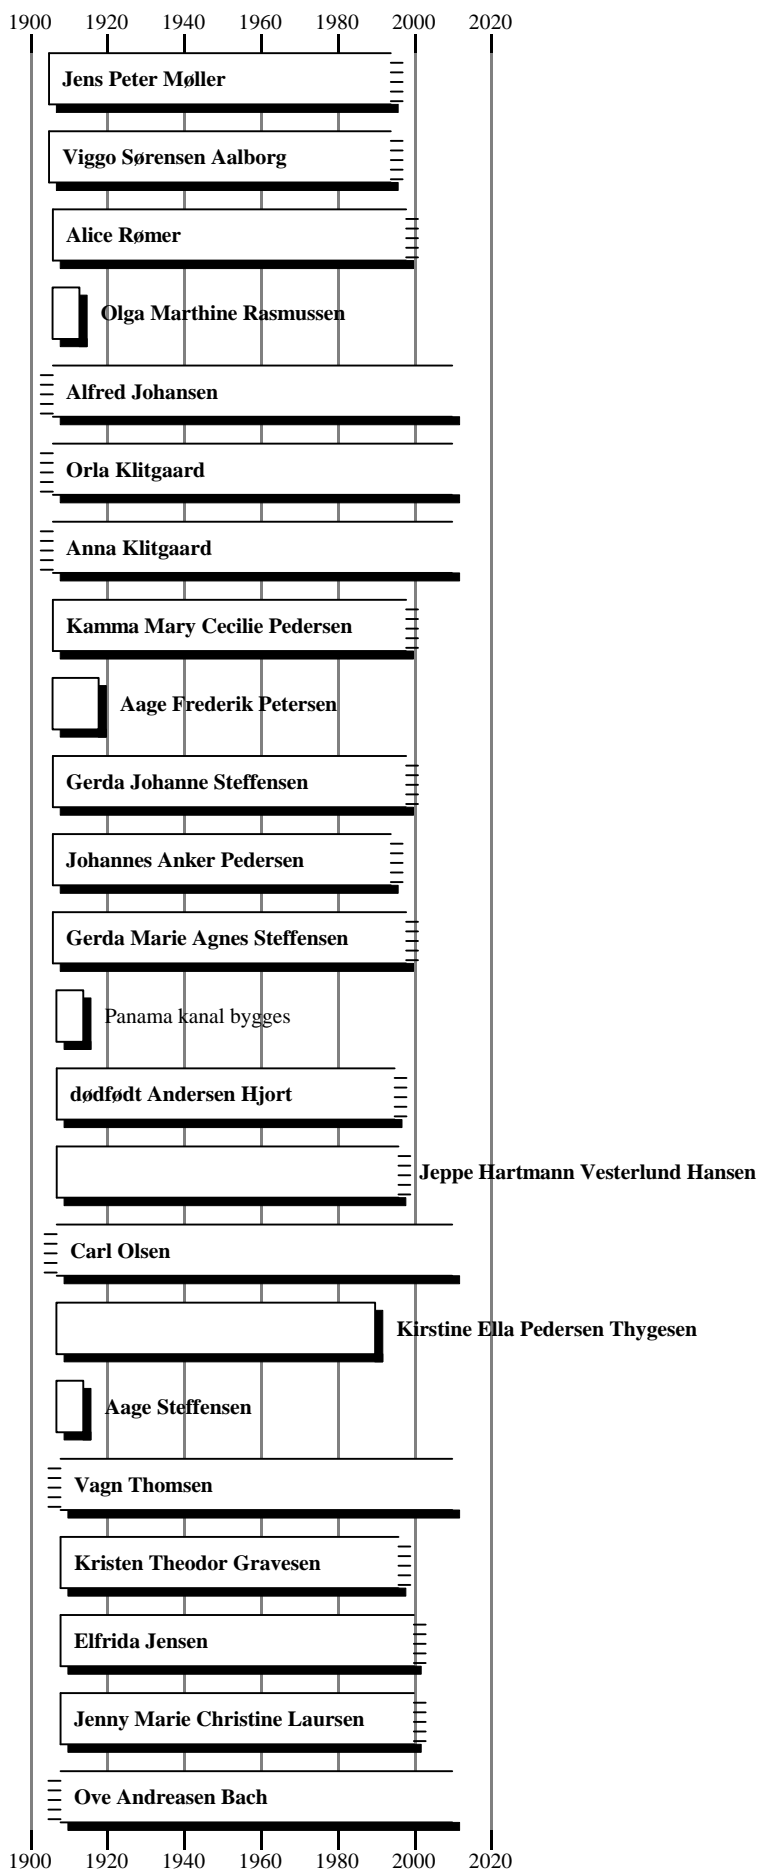 1900 1920 1940 1960 1980 2000 2020
Jens Peter Møller
Viggo Sørensen Aalborg
Alice Rømer
Olga Marthine Rasmussen
Alfred Johansen
Orla Klitgaard
Anna Klitgaard
Kamma Mary Cecilie Pedersen
Aage Frederik Petersen
Gerda Johanne Steffensen
Johannes Anker Pedersen
Gerda Marie Agnes Steffensen
Panama kanal bygges
dødfødt Andersen Hjort
Jeppe Hartmann Vesterlund Hansen
Carl Olsen
Kirstine Ella Pedersen Thygesen
Aage Steffensen
Vagn Thomsen
Kristen Theodor Gravesen
Elfrida Jensen
Jenny Marie Christine Laursen
Ove Andreasen Bach
1900 1920 1940 1960 1980 2000 2020